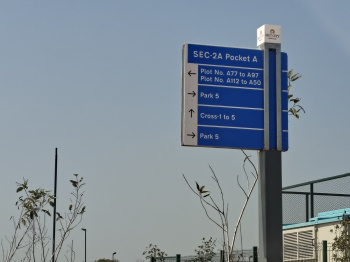 SEC-2A Pocket A
Plot No. A77 to A97
Plot No. A112 to A50
Park 5
Cross-1 to 5
Park 5